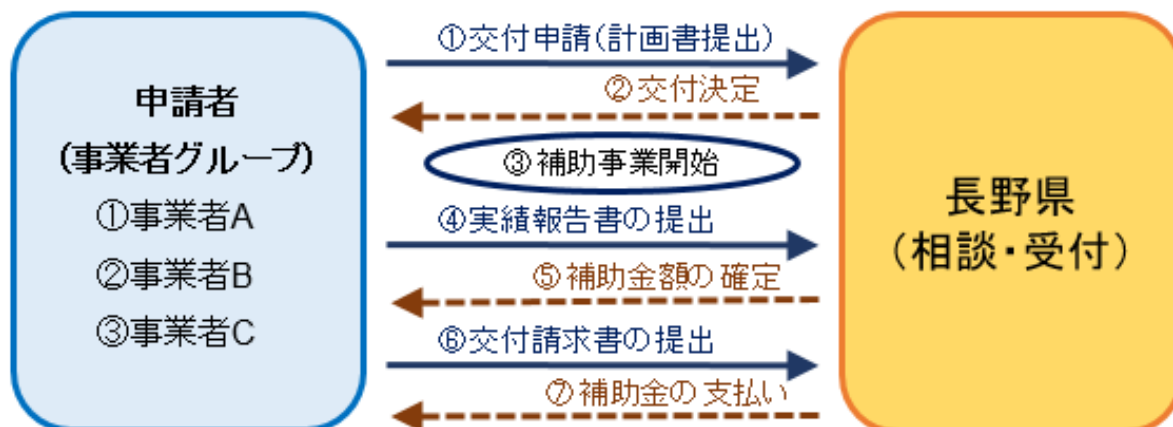 申請者
(事業者グループ)
①事業者A
②事業者B
③事業者C
①交付申請(計画書提出)
②交付決定
③補助事業開始
④実績報告書の提出
⑤補助金額の確定
⑥交付請求書の提出
⑦補助金の支払い
長野県
(相談・受付)